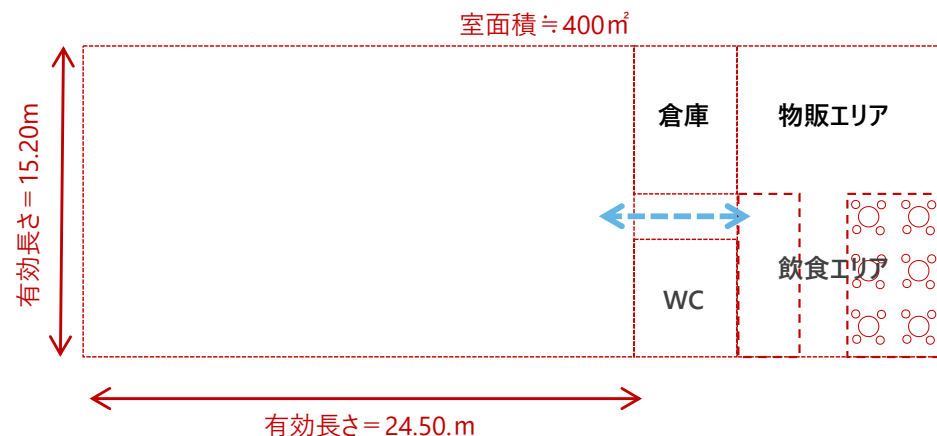 室面積≒400㎡
有効長さ＝15.20m
倉庫
物販エリア
飲食エリア
WC
有効長さ＝24.50.m